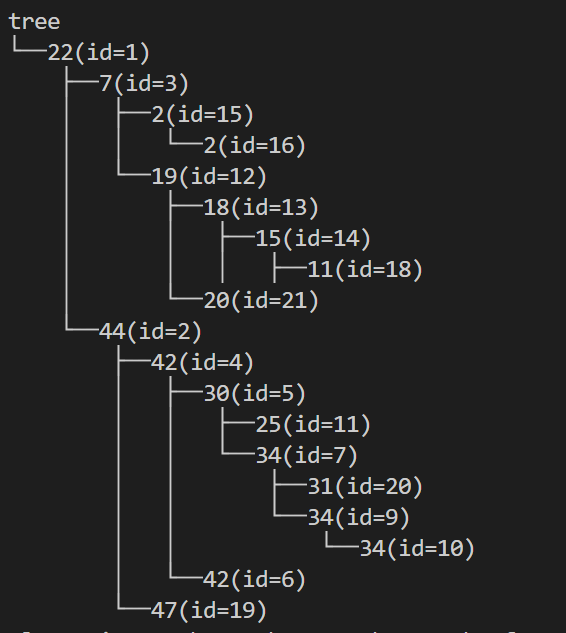 tree
22(id=1)
7(id=3)
2(id=15)
2(id=16)
19(id=12)
18(id=13)
15(id=14)
11(id=18)
20(id=21)
44(id=2)
42(id=4)
30(id=5)
25(id=11)
34(id=7)
31(id=20)
34(id=9)
34(id=10)
42(id=6)
47(id=19)